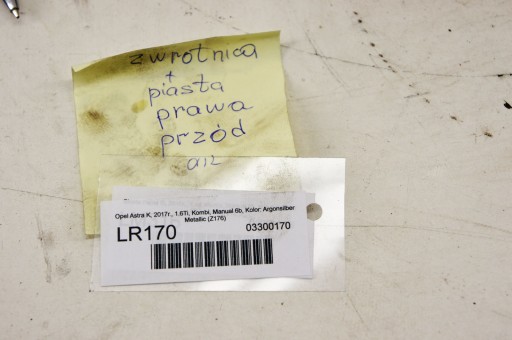 zwrotnica
+
piasta
prawa
przód
Opel Astra K, 2017r., 1.6Ti, Kombi, Manual 6b, Kolor: Argonsilber
Metallic (Z176)
LR170
03300170